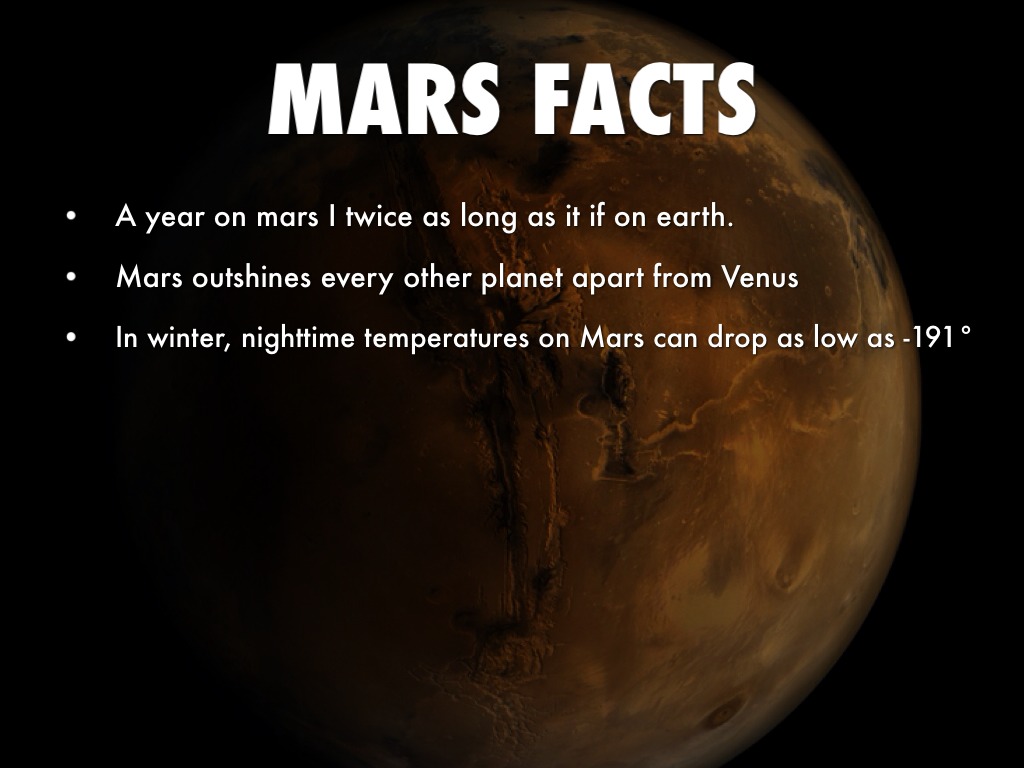 MARS FACTS
• A year on mars I twice as long as it if on earth.
• Mars outshines every other planet apart from Venus
• In winter, nighttime temperatures on Mars can drop as low as -191°